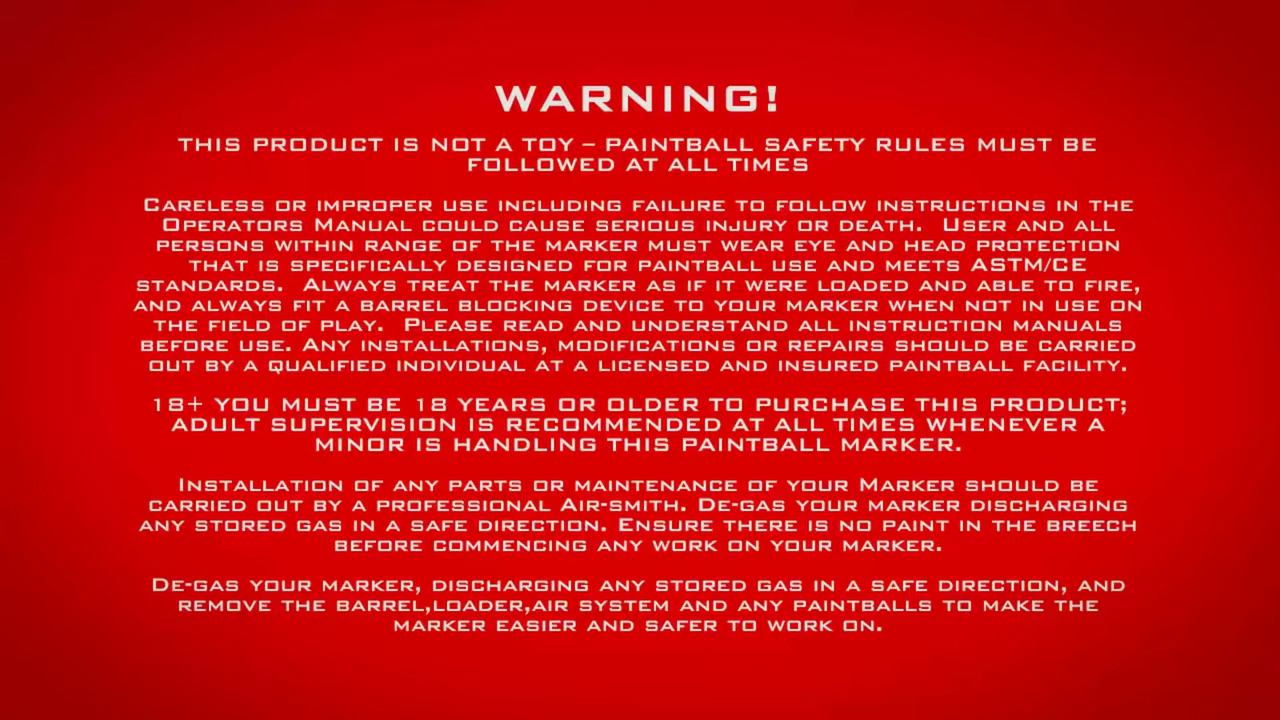 WARNING!
THIS PRODUCT IS NOT A TOY – PAINTBALL SAFETY RULES MUST BE
FOLLOWED AT ALL TIMES
CARELESS OR IMPROPER USE INCLUDING FAILURE TO FOLLOW INSTRUCTIONS IN THE
OPERATORS MANUAL COULD CAUSE SERIOUS INJURY OR DEATH.  USER AND ALL
PERSONS WITHIN RANGE OF THE MARKER MUST WEAR EYE AND HEAD PROTECTION
THAT IS SPECIFICALLY DESIGNED FOR PAINTBALL USE AND MEETS ASTM/CE
STANDARDS.  ALWAYS TREAT THE MARKER AS IF IT WERE LOADED AND ABLE TO FIRE,
AND ALWAYS FIT A BARREL BLOCKING DEVICE TO YOUR MARKER WHEN NOT IN USE ON
THE FIELD OF PLAY.  PLEASE READ AND UNDERSTAND ALL INSTRUCTION MANUALS
BEFORE USE. ANY INSTALLATIONS, MODIFICATIONS OR REPAIRS SHOULD BE CARRIED
OUT BY A QUALIFIED INDIVIDUAL AT A LICENSED AND INSURED PAINTBALL FACILITY.
18+ YOU MUST BE 18 YEARS OR OLDER TO PURCHASE THIS PRODUCT;
ADULT SUPERVISION IS RECOMMENDED AT ALL TIMES WHENEVER A
MINOR IS HANDLING THIS PAINTBALL MARKER.
INSTALLATION OF ANY PARTS OR MAINTENANCE OF YOUR MARKER SHOULD BE
CARRIED OUT BY A PROFESSIONAL AIR-SMITH. DE-GAS YOUR MARKER DISCHARGING
ANY STORED GAS IN A SAFE DIRECTION. ENSURE THERE IS NO PAINT IN THE BREECH
BEFORE COMMENCING ANY WORK ON YOUR MARKER.
DE-GAS YOUR MARKER, DISCHARGING ANY STORED GAS IN A SAFE DIRECTION, AND
REMOVE THE BARREL,LOADER,AIR SYSTEM AND ANY PAINTBALLS TO MAKE THE
MARKER EASIER AND SAFER TO WORK ON.